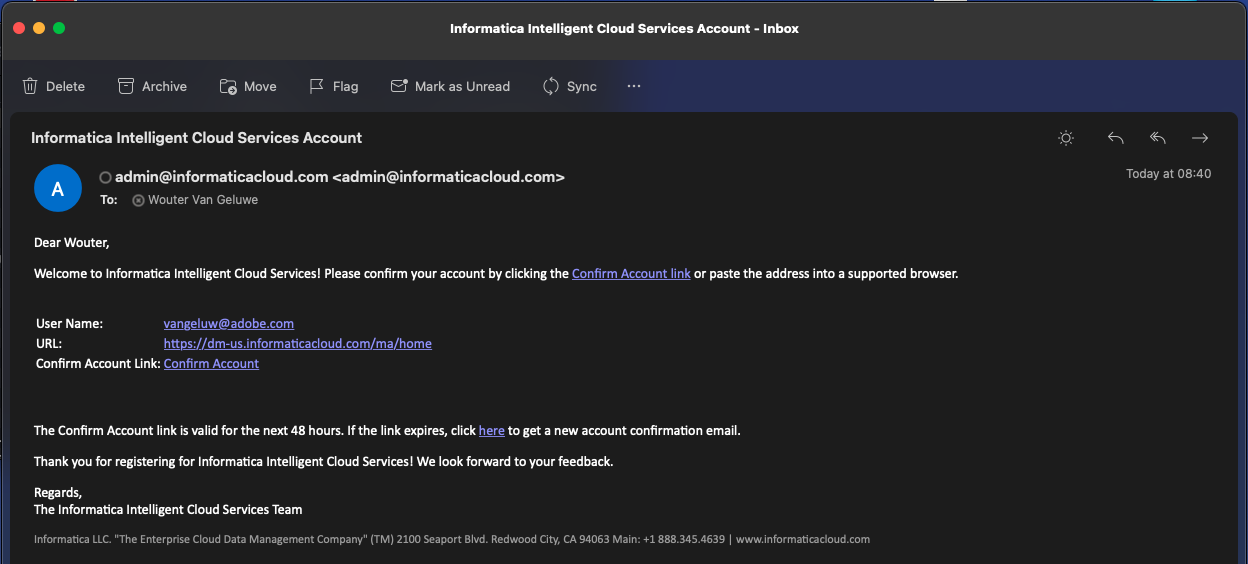 Informatica Intelligent Cloud Services Account - Inbox
Delete Archive Move Flag Mark as Unread Sync ···
Informatica Intelligent Cloud Services Account
A
admin@informaticacloud.com <admin@informaticacloud.com>
Today at 08:40
To: Wouter Van Geluwe
Dear Wouter,
Welcome to Informatica Intelligent Cloud Services! Please confirm your account by clicking the Confirm Account link or paste the address into a supported browser.
User Name: vangeluw@adobe.com
URL: https://dm-us.informaticacloud.com/ma/home
Confirm Account Link: Confirm Account
The Confirm Account link is valid for the next 48 hours. If the link expires, click here to get a new account confirmation email.
Thank you for registering for Informatica Intelligent Cloud Services! We look forward to your feedback.
Regards,
The Informatica Intelligent Cloud Services Team
Informatica LLC. "The Enterprise Cloud Data Management Company" (TM) 2100 Seaport Blvd. Redwood City, CA 94063 Main: +1 888.345.4639 | www.informaticacloud.com